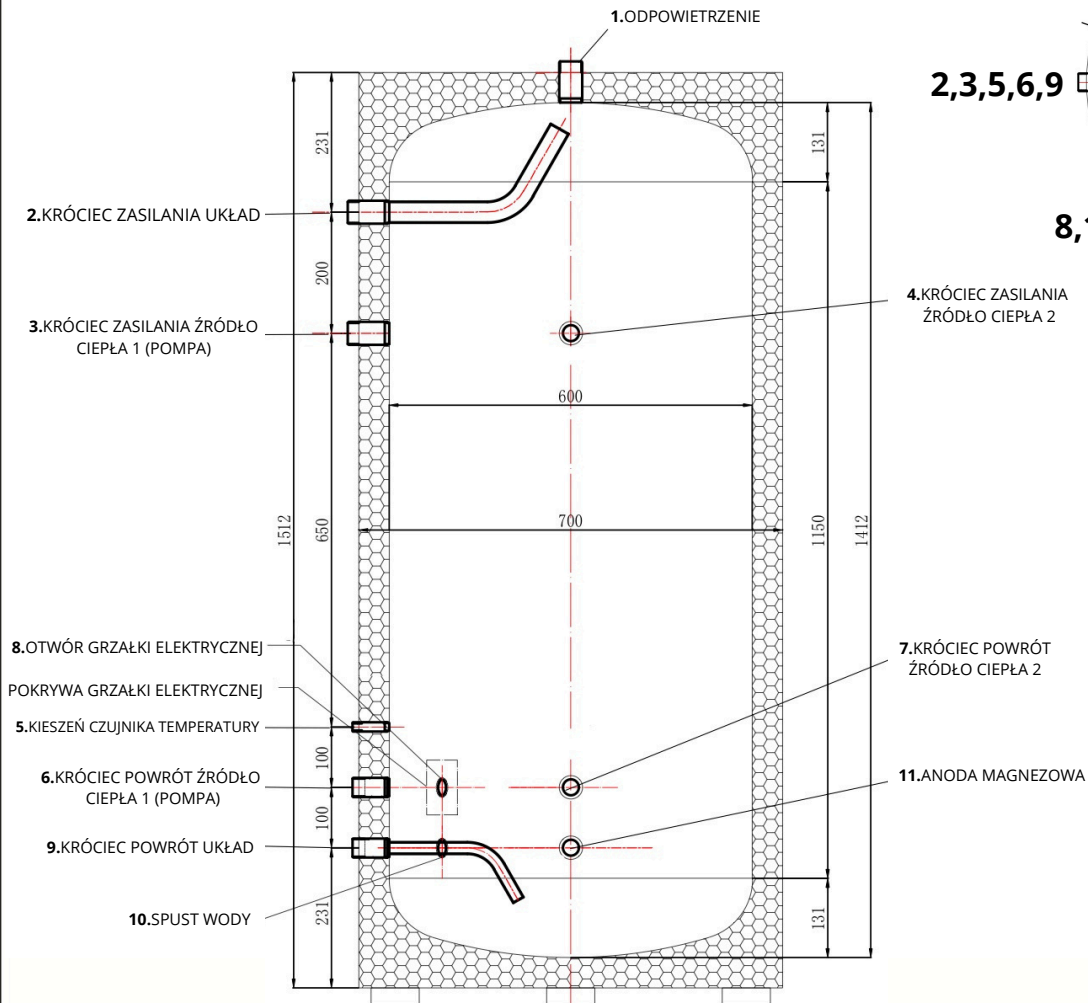 1.ODPOWIETRZENIE
2,3,5,6,9
231
131
2.KRÓCIEC ZASILANIA UKŁAD
200
4.KRÓCIEC ZASILANIA
ŹRÓDŁO CIEPŁA 2
3.KRÓCIEC ZASILANIA ŹRÓDŁO
CIEPŁA 1 (POMPA)
600
700
1512
650
1150
1412
8.OTWÓR GRZAŁKI ELEKTRYCZNEJ
7.KRÓCIEC POWRÓT
ŹRÓDŁO CIEPŁA 2
POKRYWA GRZAŁKI ELEKTRYCZNEJ
5.KIESZEŃ CZUJNIKA TEMPERATURY
100
6.KRÓCIEC POWRÓT ŹRÓDŁO
CIEPŁA 1 (POMPA)
11.ANODA MAGNEZOWA
100
9.KRÓCIEC POWRÓT UKŁAD
10.SPUST WODY
231
131